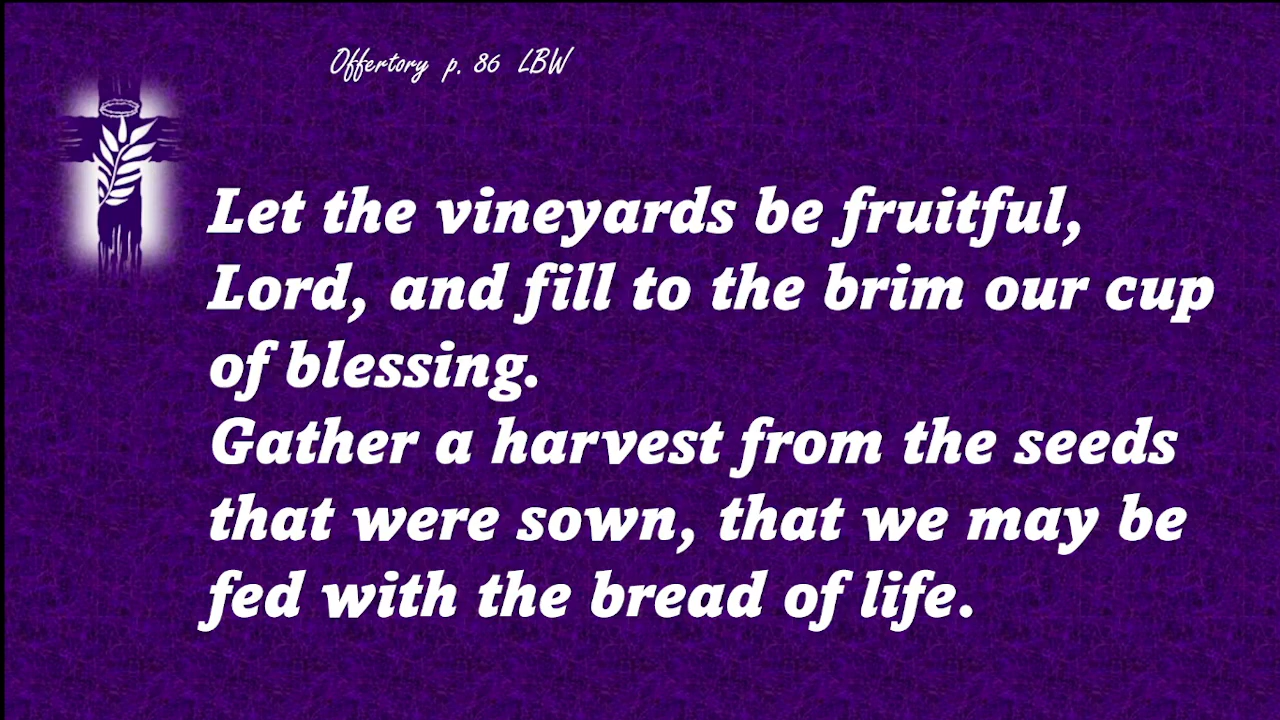 Offertory p. 86 LBW
Let the vineyards be fruitful,
Lord, and fill to the brim our cup
of blessing.
Gather a harvest from the seeds
that were sown, that we may be
fed with the bread of life.